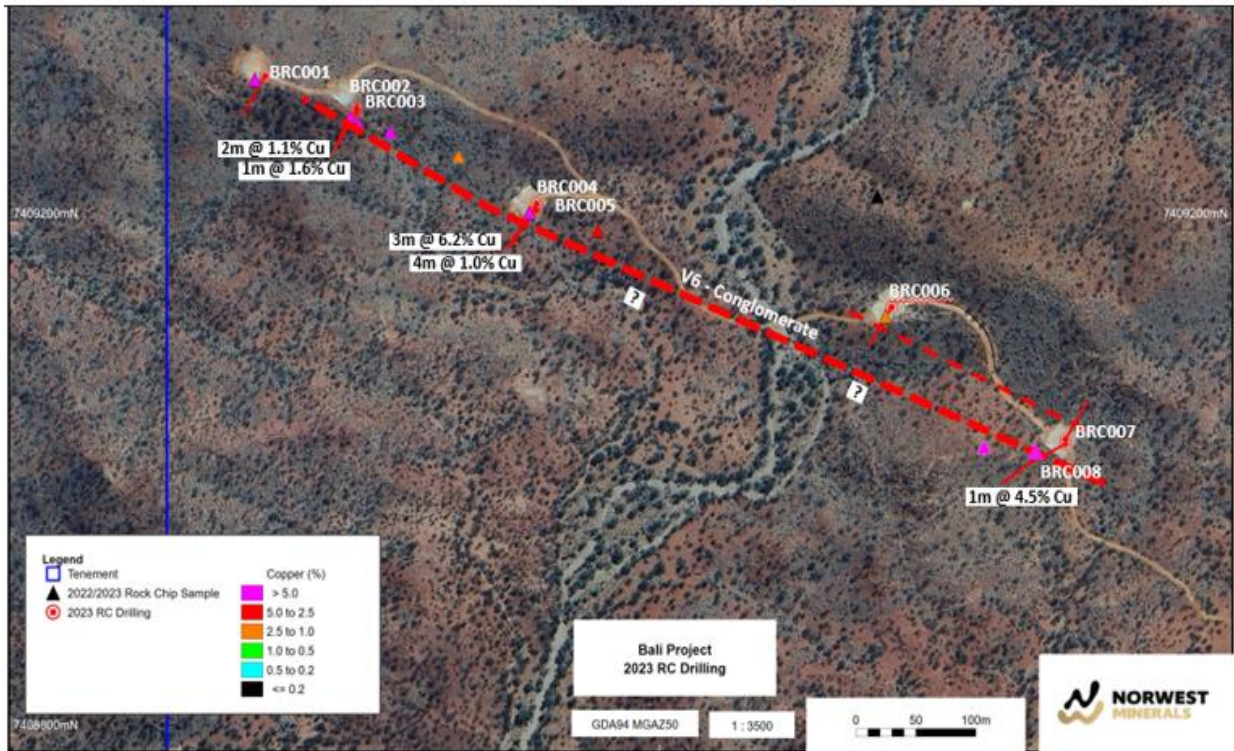 BRC001
BRC002
BRC003
2m @ 1.1% Cu
1m @ 1.6% Cu
BRC004
BRC005
7409200mN
7409200mN
3m @ 6.2% Cu
4m @ 1.0% Cu
V6 - Conglomerate
?
BRC006
?
BRC007
BRC008
1m @ 4.5% Cu
Legend
Tenement
2022/2023 Rock Chip Sample
2023 RC Drilling
Copper (%)
> 5.0
5.0 to 2.5
2.5 to 1.0
1.0 to 0.5
0.5 to 0.2
<= 0.2
7408800mN
Bali Project
2023 RC Drilling
GDA94 MGAZ50
1 : 3500
0 50 100m
NORWEST
MINERALS